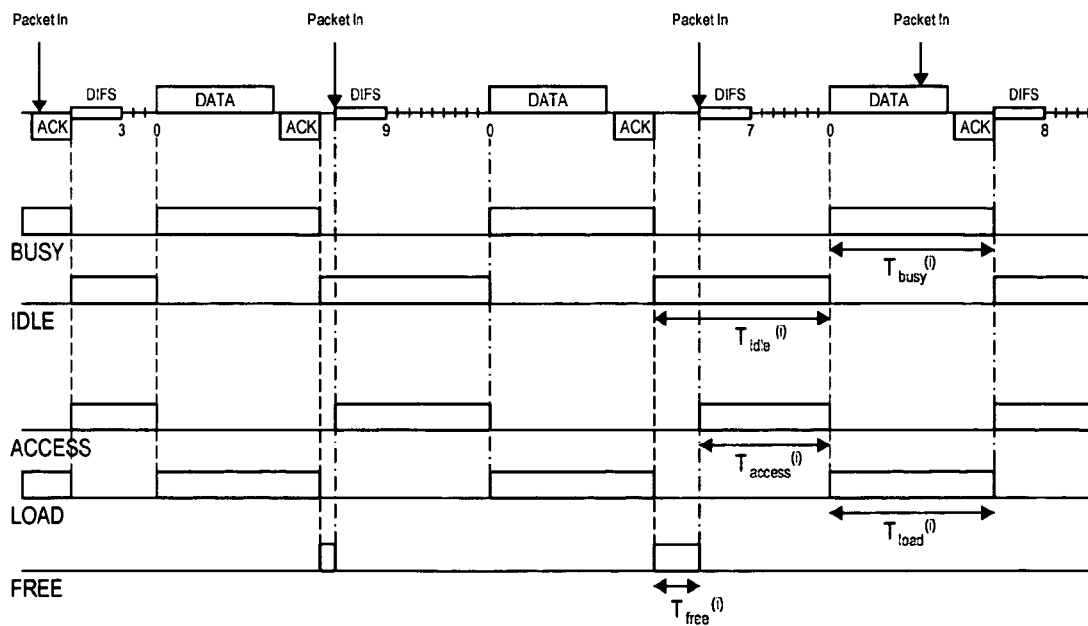 Packet In Packet In Packet In Packet In
DIFS DATA DIFS DATA DIFS DATA DIFS
ACK 3 0 ACK 9 0 ACK 7 0 ACK 8
BUSY
T busy (i)
IDLE
T idle (i)
ACCESS
T access (i)
LOAD
T load (i)
FREE
T free (i)